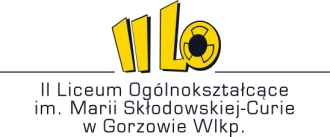 II LO
II Liceum Ogólnokształcące
im. Marii Skłodowskiej-Curie
w Gorzowie Wlkp.